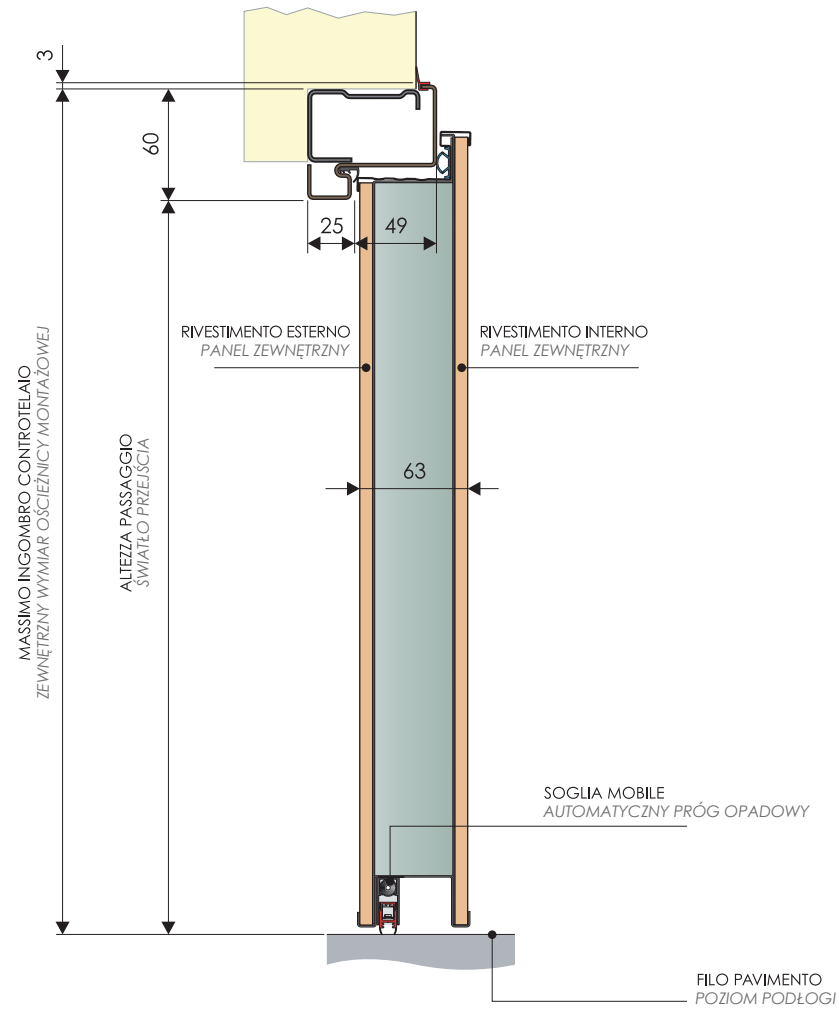 3
60
25
49
RIVESTIMENTO ESTERNO
PANEL ZEWNĘTRZNY
RIVESTIMENTO INTERNO
PANEL ZEWNĘTRZNY
MASSIMO INGOMBRO CONTROTELAIO
ZEWNĘTRZNY WYMIAR OŚCIEŻNICY MONTAŻOWEJ
ALTEZZA PASSAGGIO
ŚWIATŁO PRZEJŚCIA
63
SOGLIA MOBILE
AUTOMATYCZNY PRÓG OPADOWY
FILO PAVIMENTO
POZIOM PODŁOGI